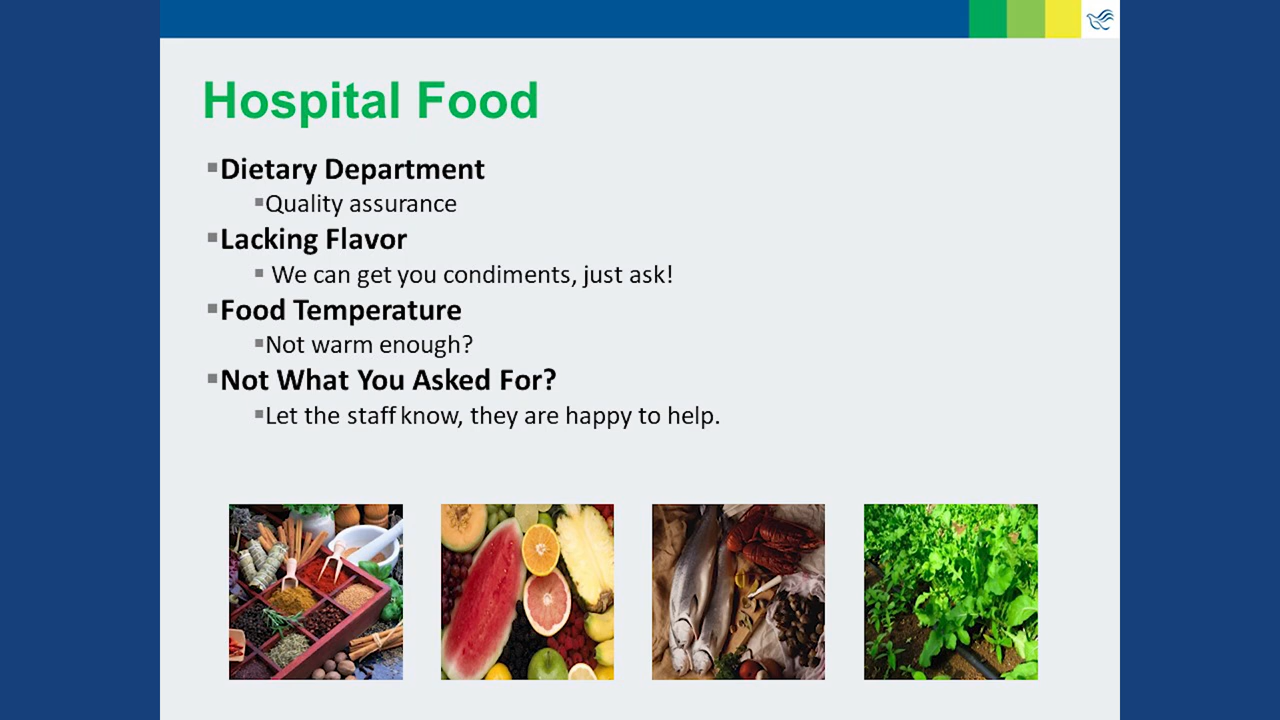 Hospital Food
▪Dietary Department
▪Quality assurance
▪Lacking Flavor
▪ We can get you condiments, just ask!
▪Food Temperature
▪Not warm enough?
▪Not What You Asked For?
▪Let the staff know, they are happy to help.